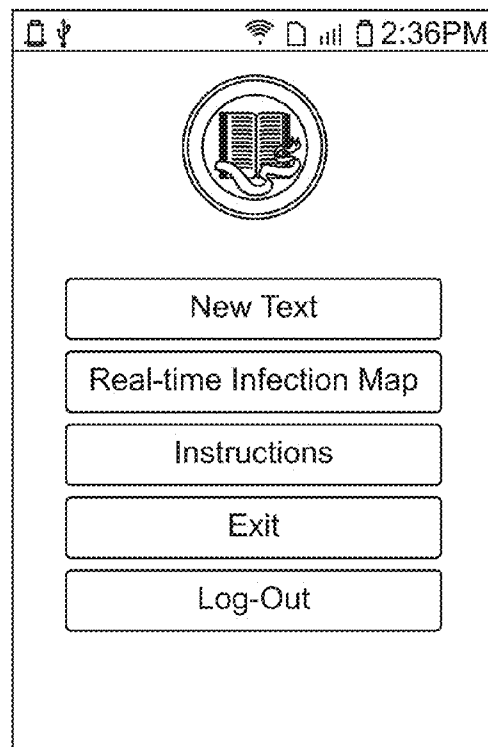 2:36PM
New Text
Real-time Infection Map
Instructions
Exit
Log-Out